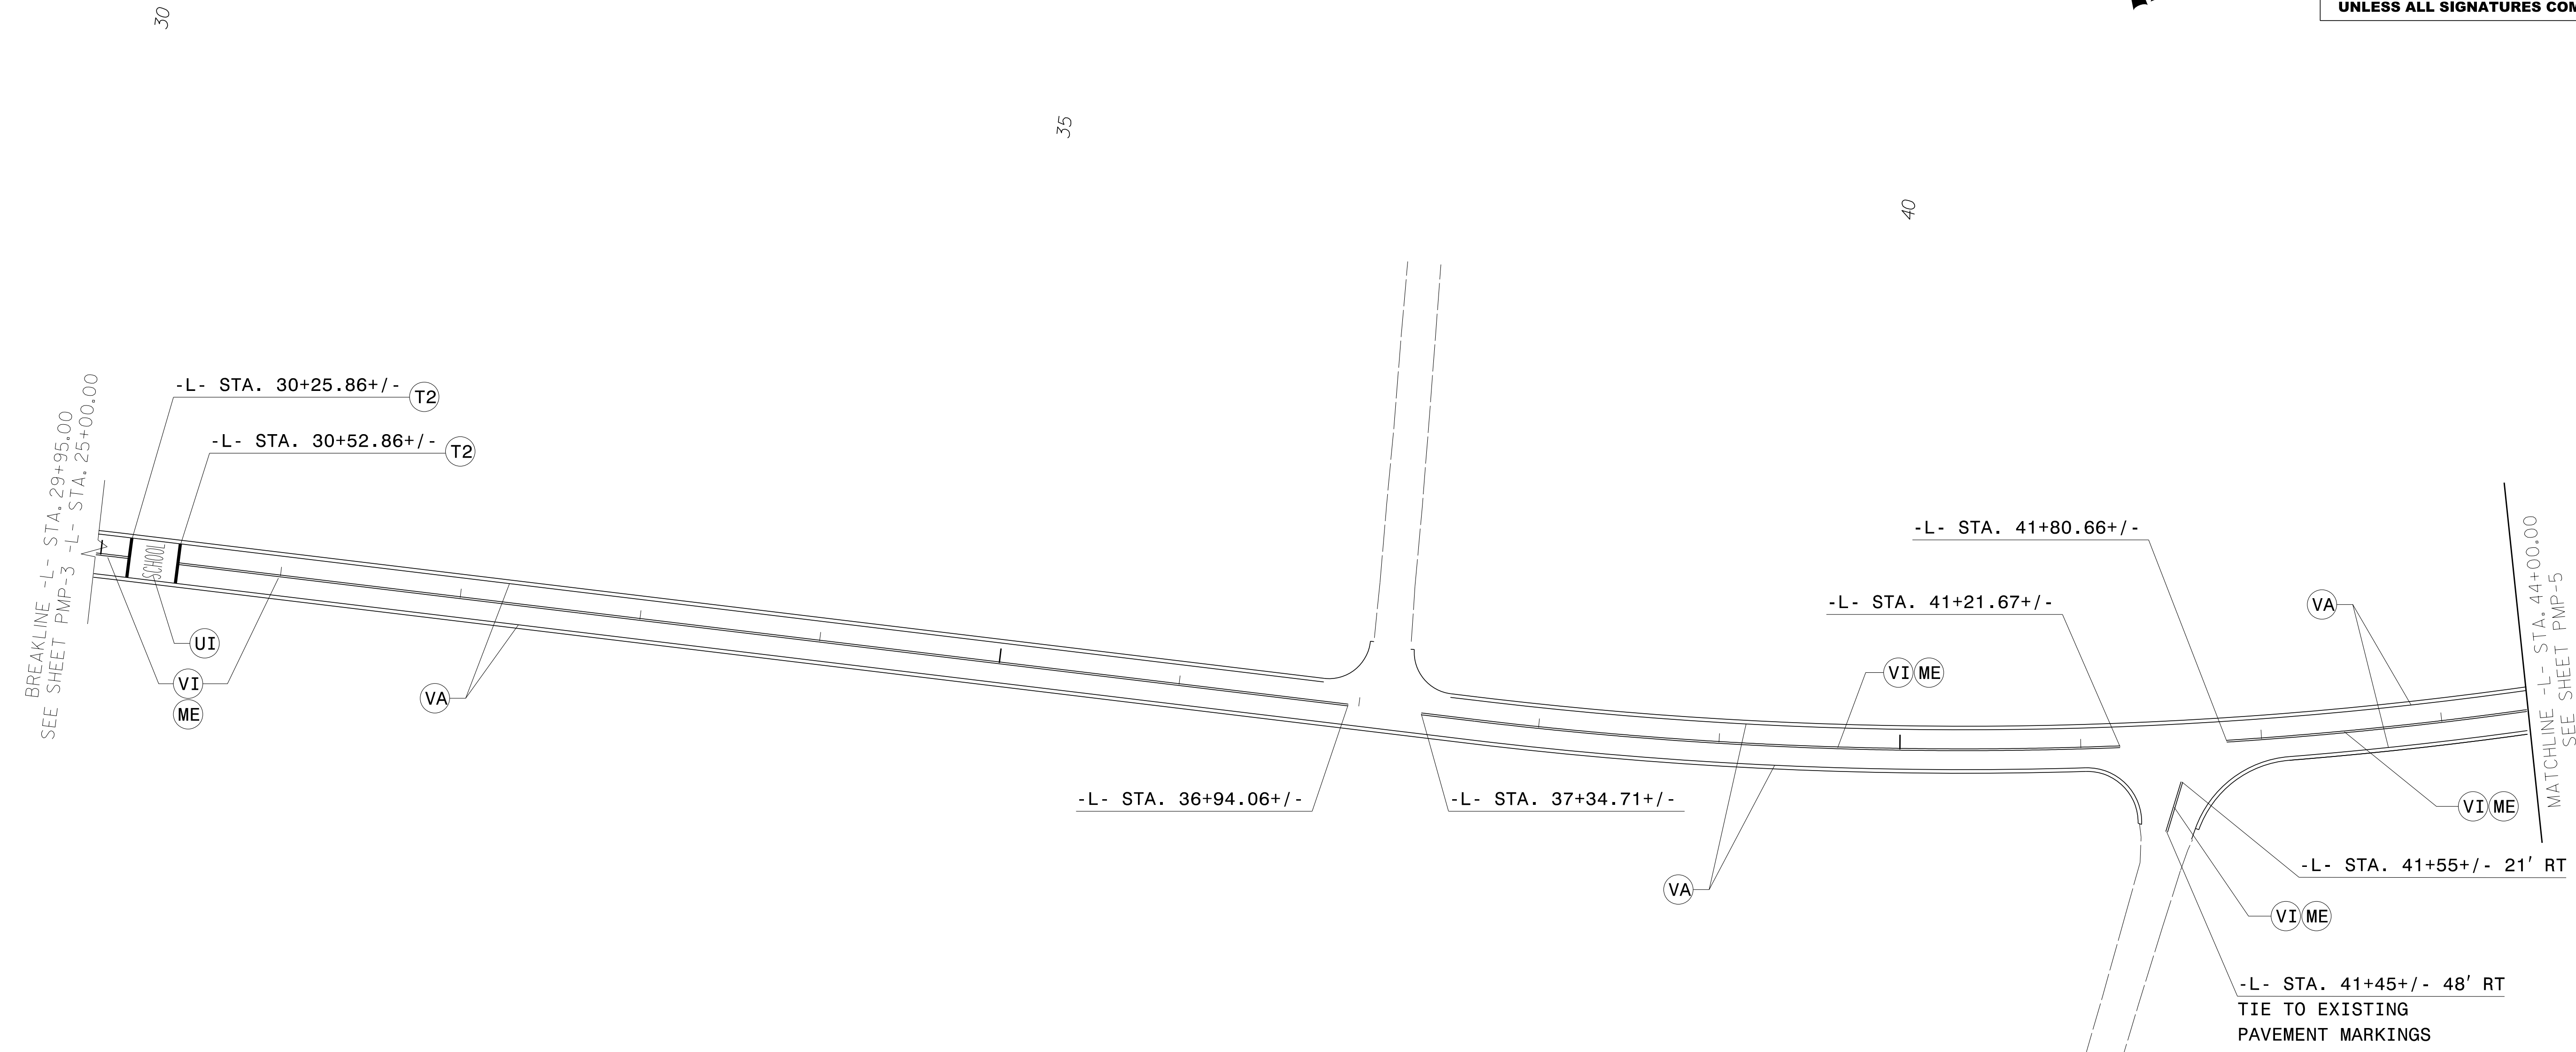 30
UNLESS ALL SIGNATURES COM
35
40
-L- STA. 30+25.86+/-
T2
-L- STA. 30+52.86+/-
T2
BREAKLINE -L- STA. 29+95.00
SEE SHEET PMP-3 -L- STA. 25+00.00
SCHOOL
UI
VI
ME
VA
-L- STA. 36+94.06+/-
-L- STA. 37+34.71+/-
VI ME
VA
-L- STA. 41+21.67+/-
-L- STA. 41+80.66+/-
VA
MATCHLINE -L- STA. 44+00.00
SEE SHEET PMP-5
VI ME
-L- STA. 41+55+/- 21' RT
VI ME
-L- STA. 41+45+/- 48' RT
TIE TO EXISTING
PAVEMENT MARKINGS